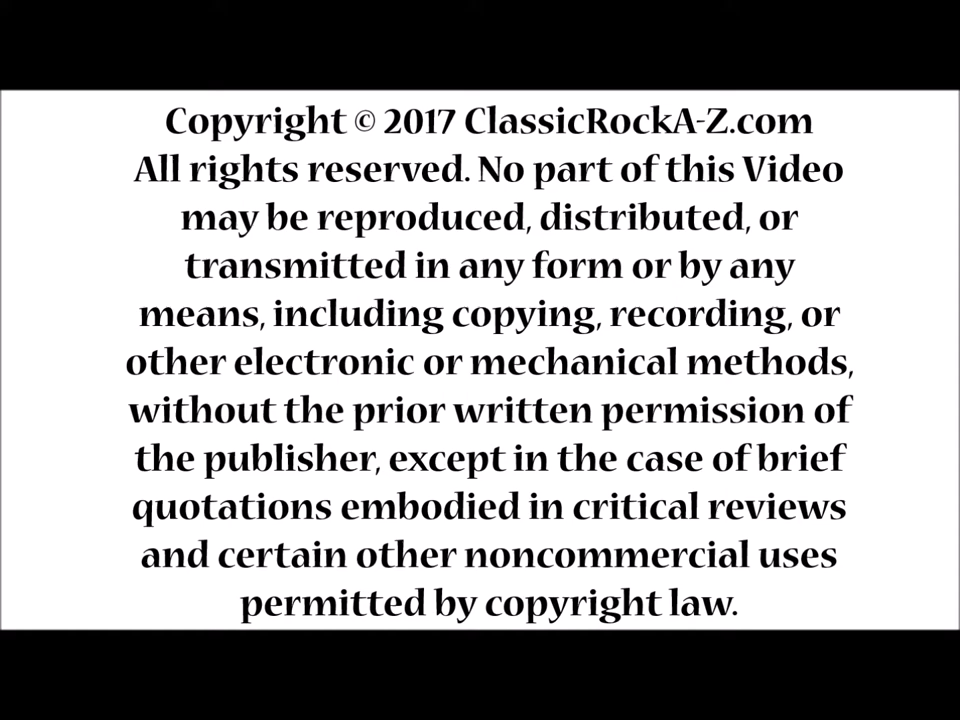 Copyright © 2017 ClassicRockA-Z.com
All rights reserved. No part of this Video
may be reproduced, distributed, or
transmitted in any form or by any
means, including copying, recording, or
other electronic or mechanical methods,
without the prior written permission of
the publisher, except in the case of brief
quotations embodied in critical reviews
and certain other noncommercial uses
permitted by copyright law.